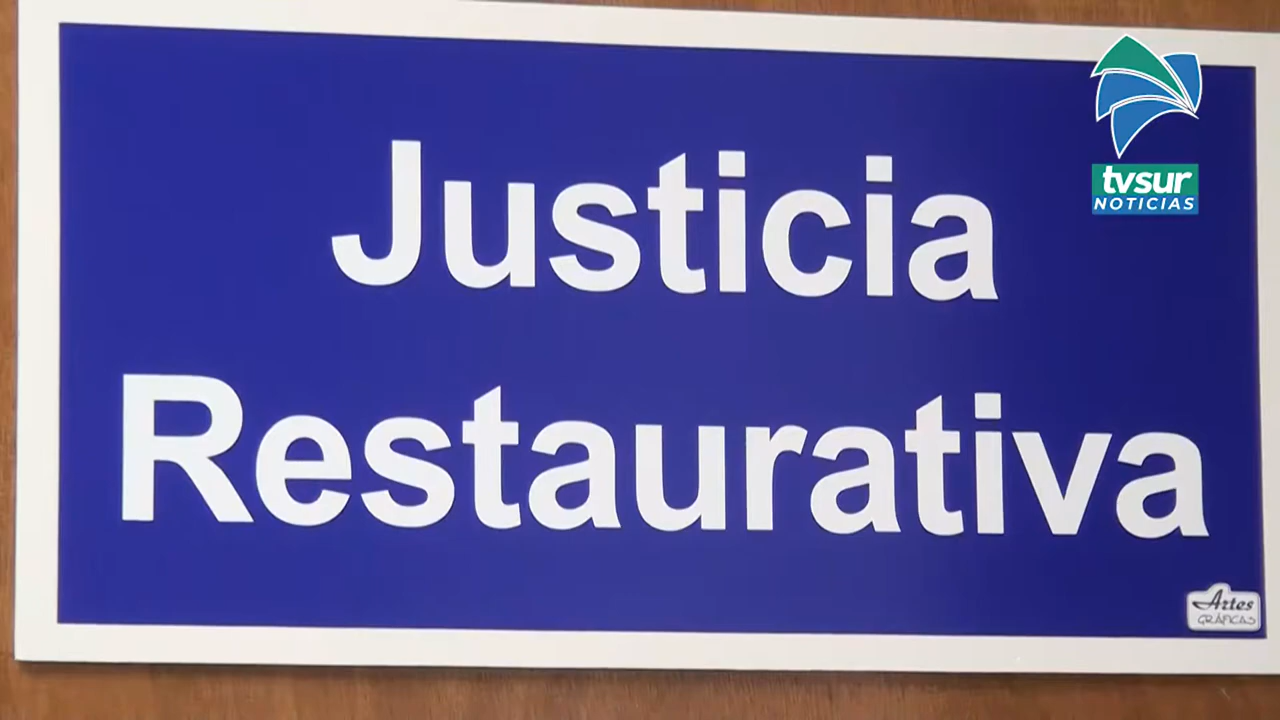 Justicia
Restaurativa
tvsur
NOTICIAS
Artes
GRÁFICAS